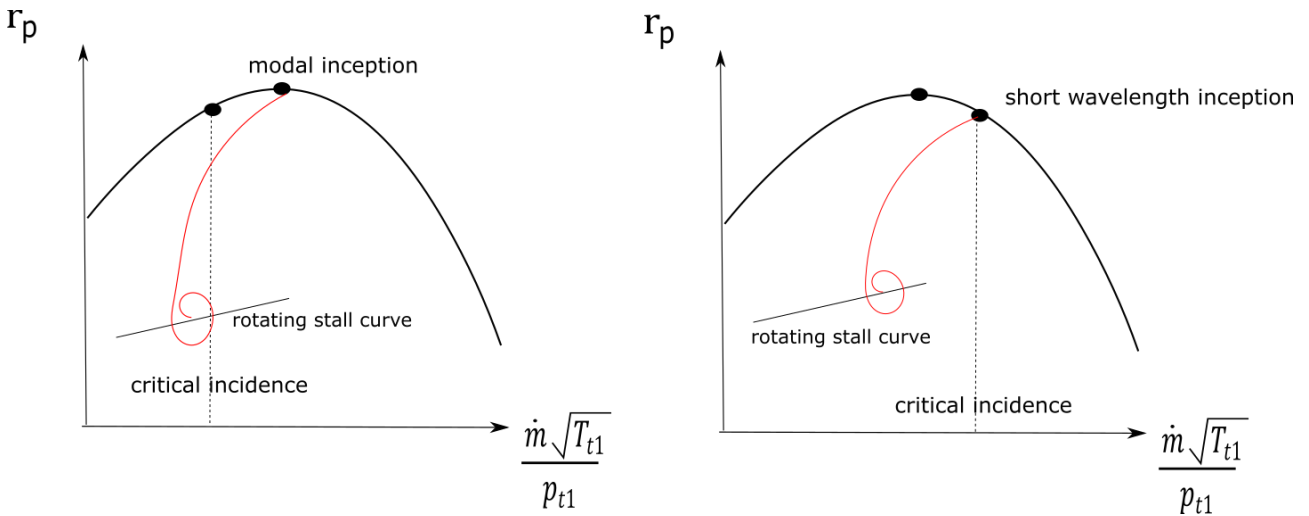 r_p
modal inception
rotating stall curve
critical incidence
ṁ √T_t1
p_t1
r_p
short wavelength inception
rotating stall curve
critical incidence
ṁ √T_t1
p_t1